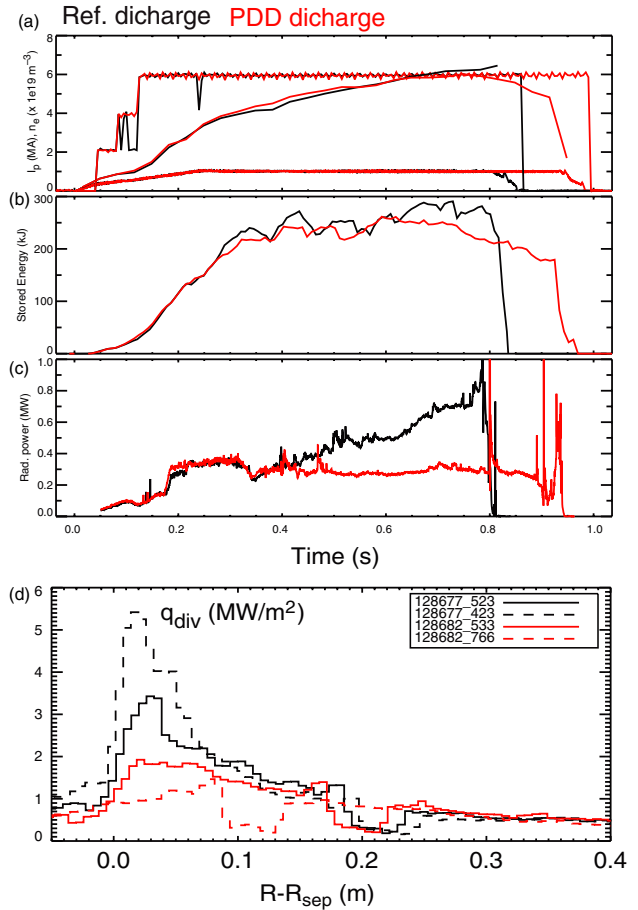 Ref. dicharge PDD dicharge
(a)
I_p (MA), n_e (x 1e19 m⁻³)
8
6
4
2
0
(b)
Stored Energy (kJ)
300
200
100
0
(c)
Rad. power (MW)
1.0
0.8
0.6
0.4
0.2
0.0
0.0 0.2 0.4 0.6 0.8 1.0
Time (s)
(d)
q_div (MW/m²)
128677_523
128677_423
128682_533
128682_766
6
5
4
3
2
1
0
0.0 0.1 0.2 0.3 0.4
R-R_sep (m)